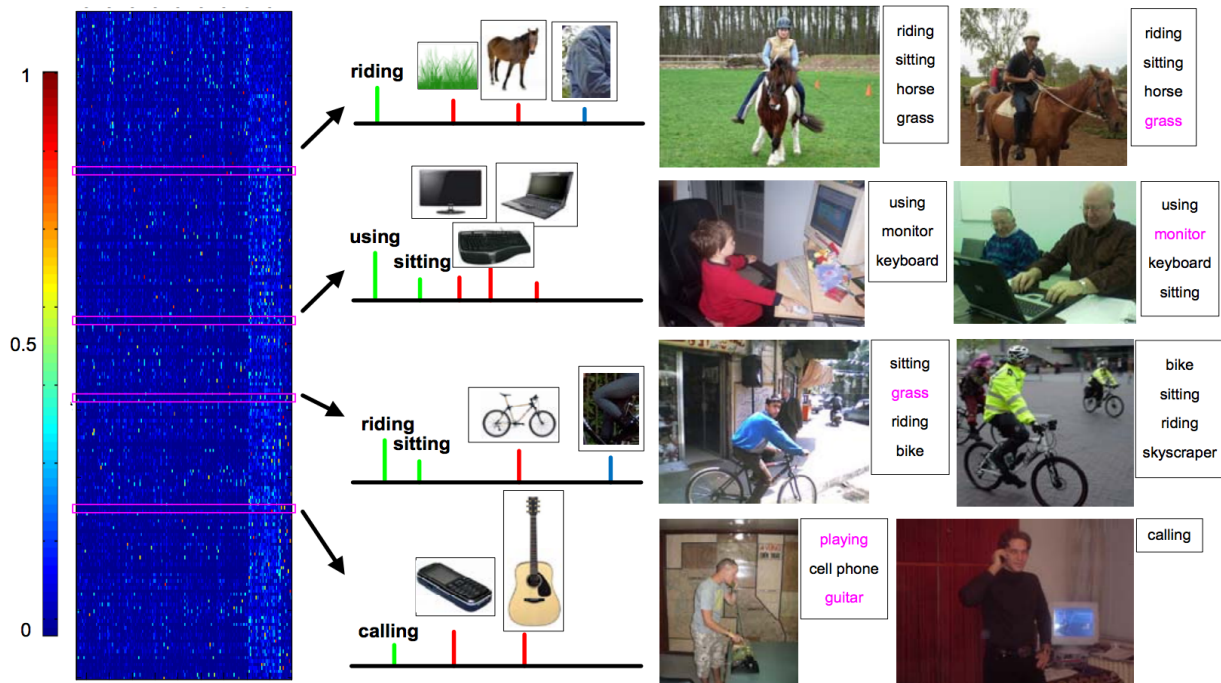 1
0.5
0
riding
using
sitting
riding
sitting
calling
riding
sitting
horse
grass
riding
sitting
horse
grass
using
monitor
keyboard
using
monitor
keyboard
sitting
sitting
grass
riding
bike
bike
sitting
riding
skyscraper
playing
cell phone
guitar
calling